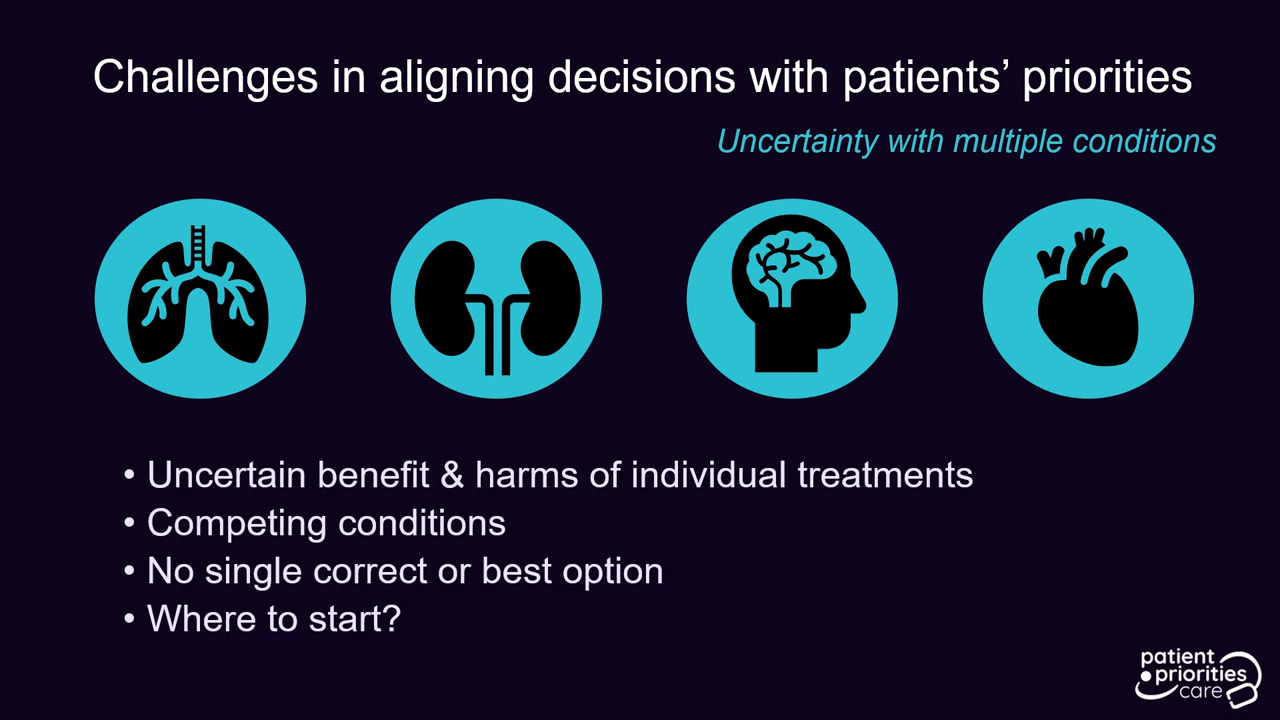 Challenges in aligning decisions with patients’ priorities
Uncertainty with multiple conditions
• Uncertain benefit & harms of individual treatments
• Competing conditions
• No single correct or best option
• Where to start?
patient
priorities
care